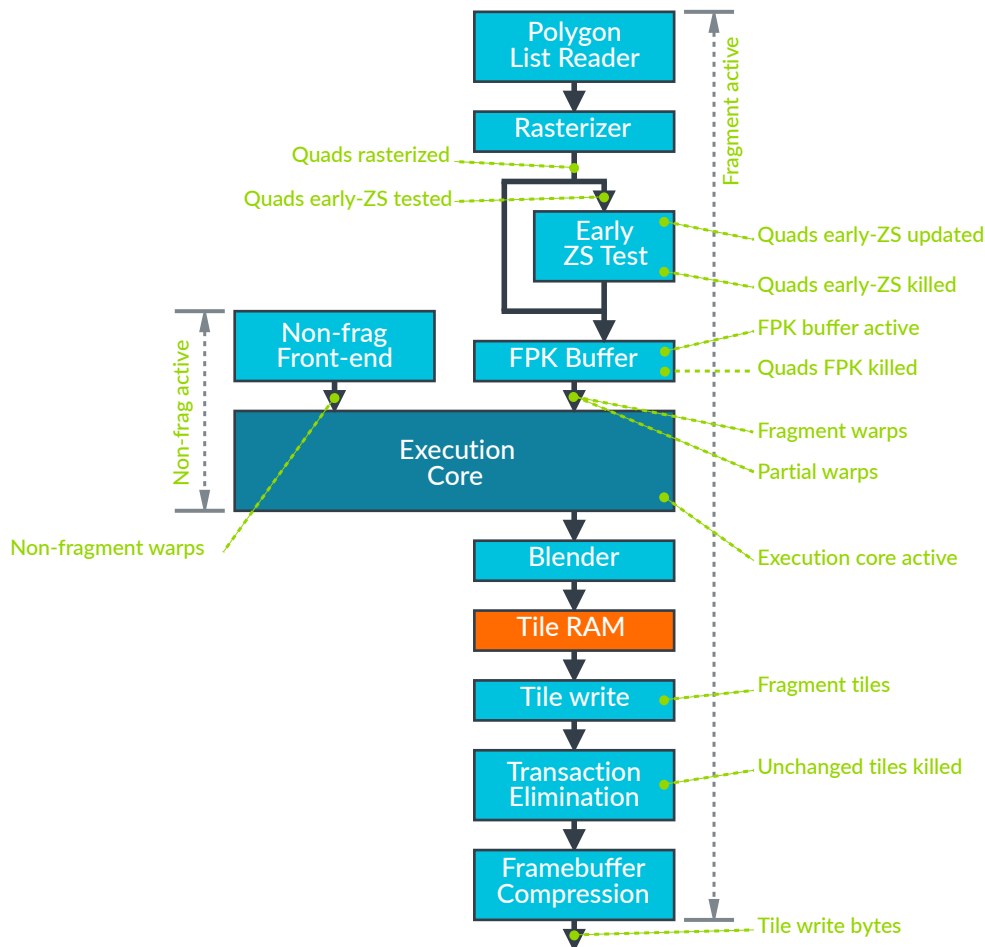 Polygon
List Reader
Fragment active
Rasterizer
Quads rasterized
Quads early-ZS tested
Early
ZS Test
Quads early-ZS updated
Quads early-ZS killed
Non-frag
Front-end
Non-frag active
FPK Buffer
FPK buffer active
Quads FPK killed
Fragment warps
Execution
Core
Partial warps
Non-fragment warps
Execution core active
Blender
Tile RAM
Tile write
Fragment tiles
Transaction
Elimination
Unchanged tiles killed
Framebuffer
Compression
Tile write bytes